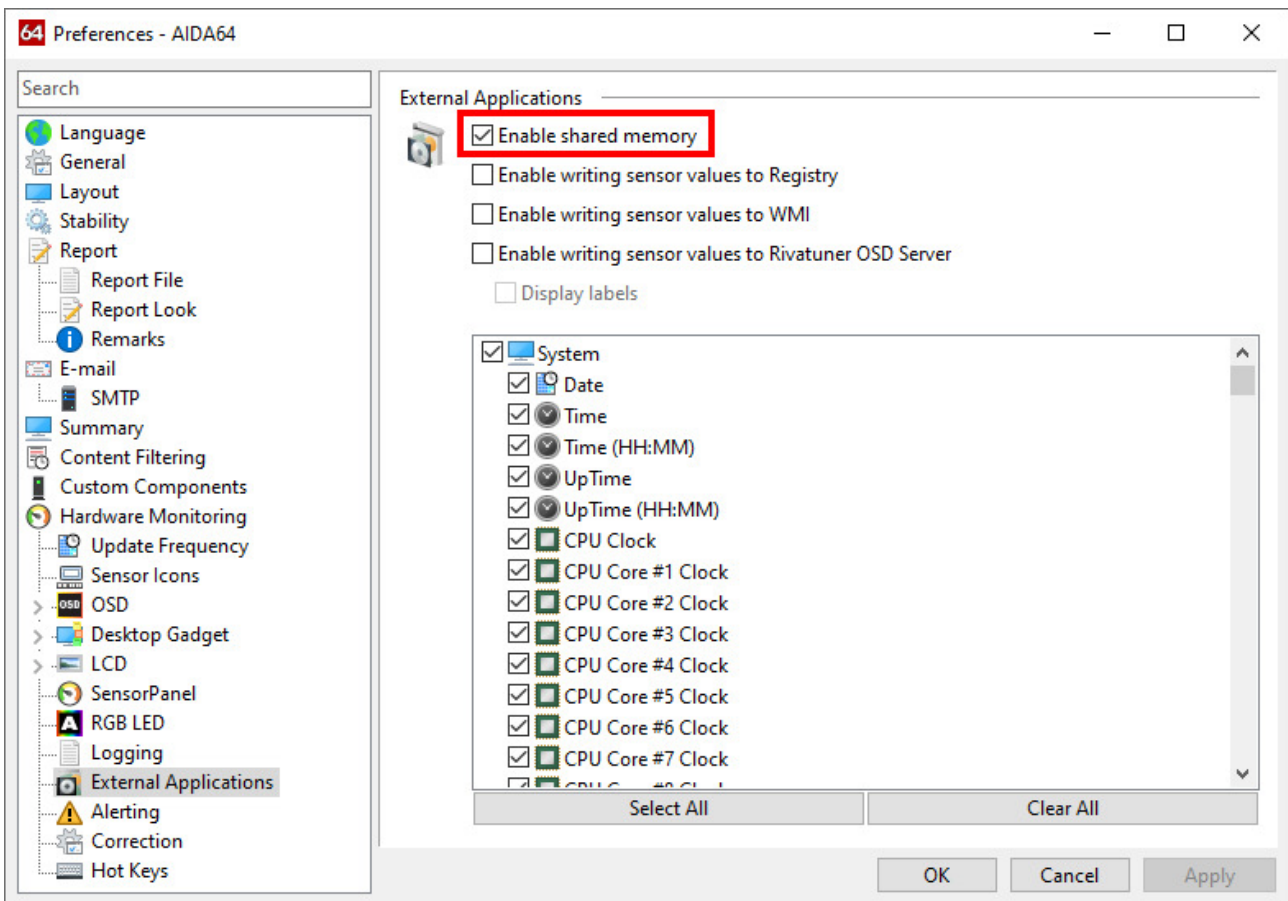 64 Preferences - AIDA64
Search
Language
General
Layout
Stability
Report
Report File
Report Look
Remarks
E-mail
SMTP
Summary
Content Filtering
Custom Components
Hardware Monitoring
Update Frequency
Sensor Icons
OSD OSD
Desktop Gadget
LCD
SensorPanel
A RGB LED
Logging
External Applications
Alerting
Correction
Hot Keys
External Applications
Enable shared memory
Enable writing sensor values to Registry
Enable writing sensor values to WMI
Enable writing sensor values to Rivatuner OSD Server
Display labels
System
Date
Time
Time (HH:MM)
UpTime
UpTime (HH:MM)
CPU Clock
CPU Core #1 Clock
CPU Core #2 Clock
CPU Core #3 Clock
CPU Core #4 Clock
CPU Core #5 Clock
CPU Core #6 Clock
CPU Core #7 Clock
Select All
Clear All
OK
Cancel
Apply